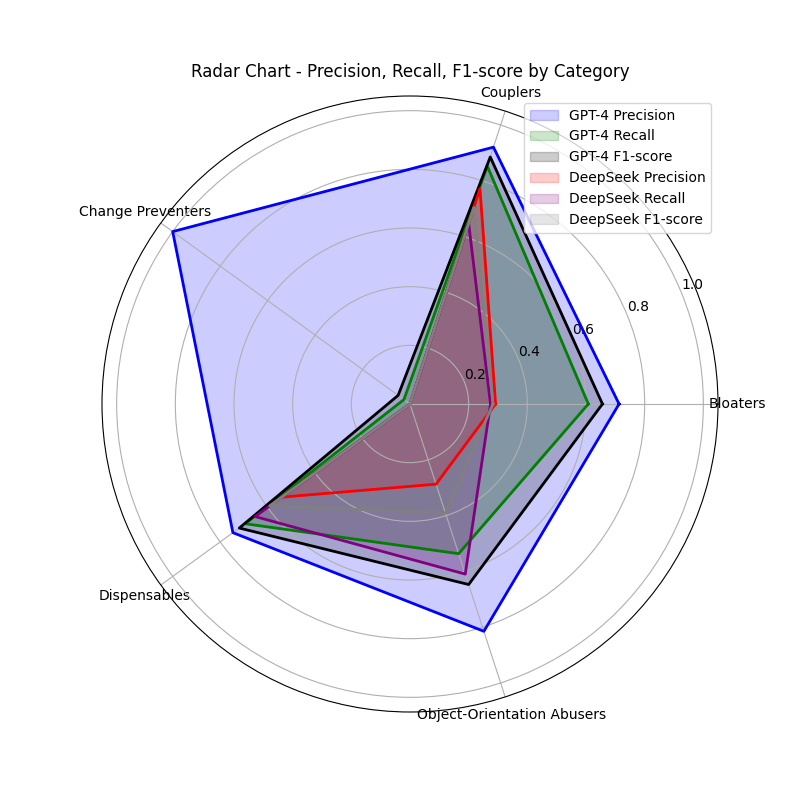 Radar Chart - Precision, Recall, F1-score by Category
Couplers
GPT-4 Precision
GPT-4 Recall
GPT-4 F1-score
DeepSeek Precision
DeepSeek Recall
DeepSeek F1-score
Change Preventers
1.0
0.8
0.6
0.4
0.2
Bloaters
Dispensables
Object-Orientation Abusers